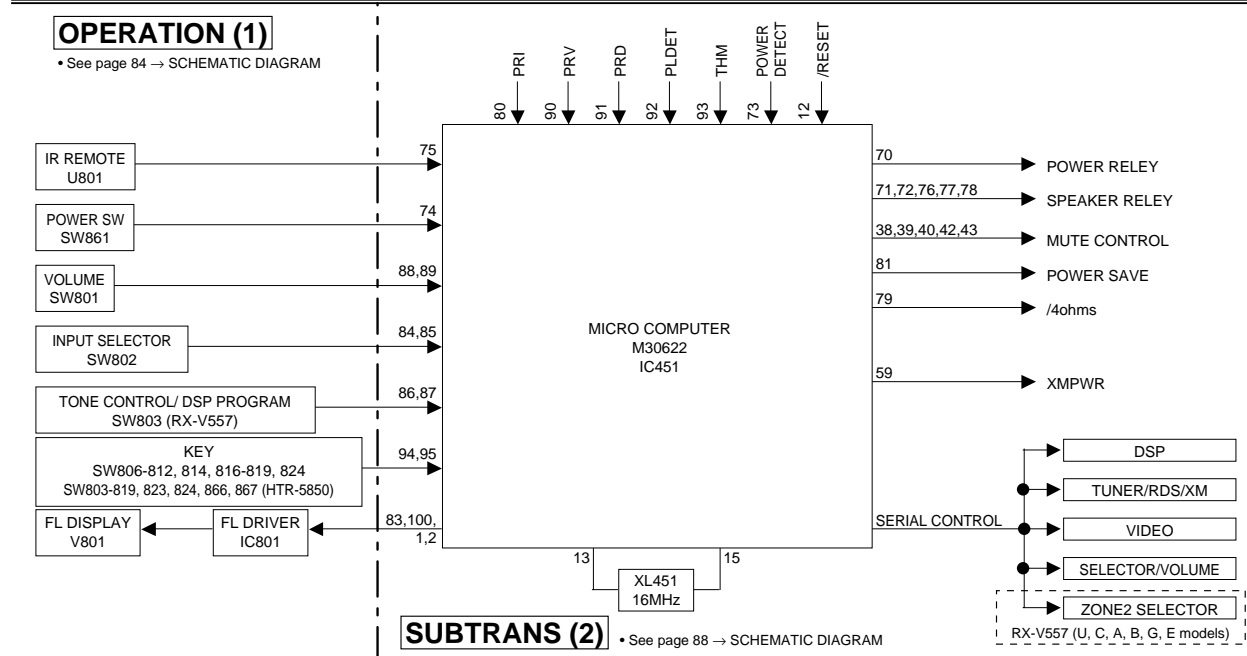 OPERATION (1)
• See page 84 → SCHEMATIC DIAGRAM
PRI
PRV
PRD
PLDET
THM
POWER
DETECT
/RESET
80
90
91
92
93
73
12
IR REMOTE
U801
75
POWER SW
SW861
74
VOLUME
SW801
88,89
INPUT SELECTOR
SW802
84,85
TONE CONTROL/ DSP PROGRAM
SW803 (RX-V557)
86,87
KEY
SW806-812, 814, 816-819, 824
SW803-819, 823, 824, 866, 867 (HTR-5850)
94,95
FL DISPLAY
V801
FL DRIVER
IC801
83,100,
1,2
MICRO COMPUTER
M30622
IC451
70
POWER RELEY
71,72,76,77,78
SPEAKER RELEY
38,39,40,42,43
MUTE CONTROL
81
POWER SAVE
79
/4ohms
59
XMPWR
SERIAL CONTROL
DSP
TUNER/RDS/XM
VIDEO
SELECTOR/VOLUME
ZONE2 SELECTOR
RX-V557 (U, C, A, B, G, E models)
13
15
XL451
16MHz
SUBTRANS (2)
• See page 88 → SCHEMATIC DIAGRAM